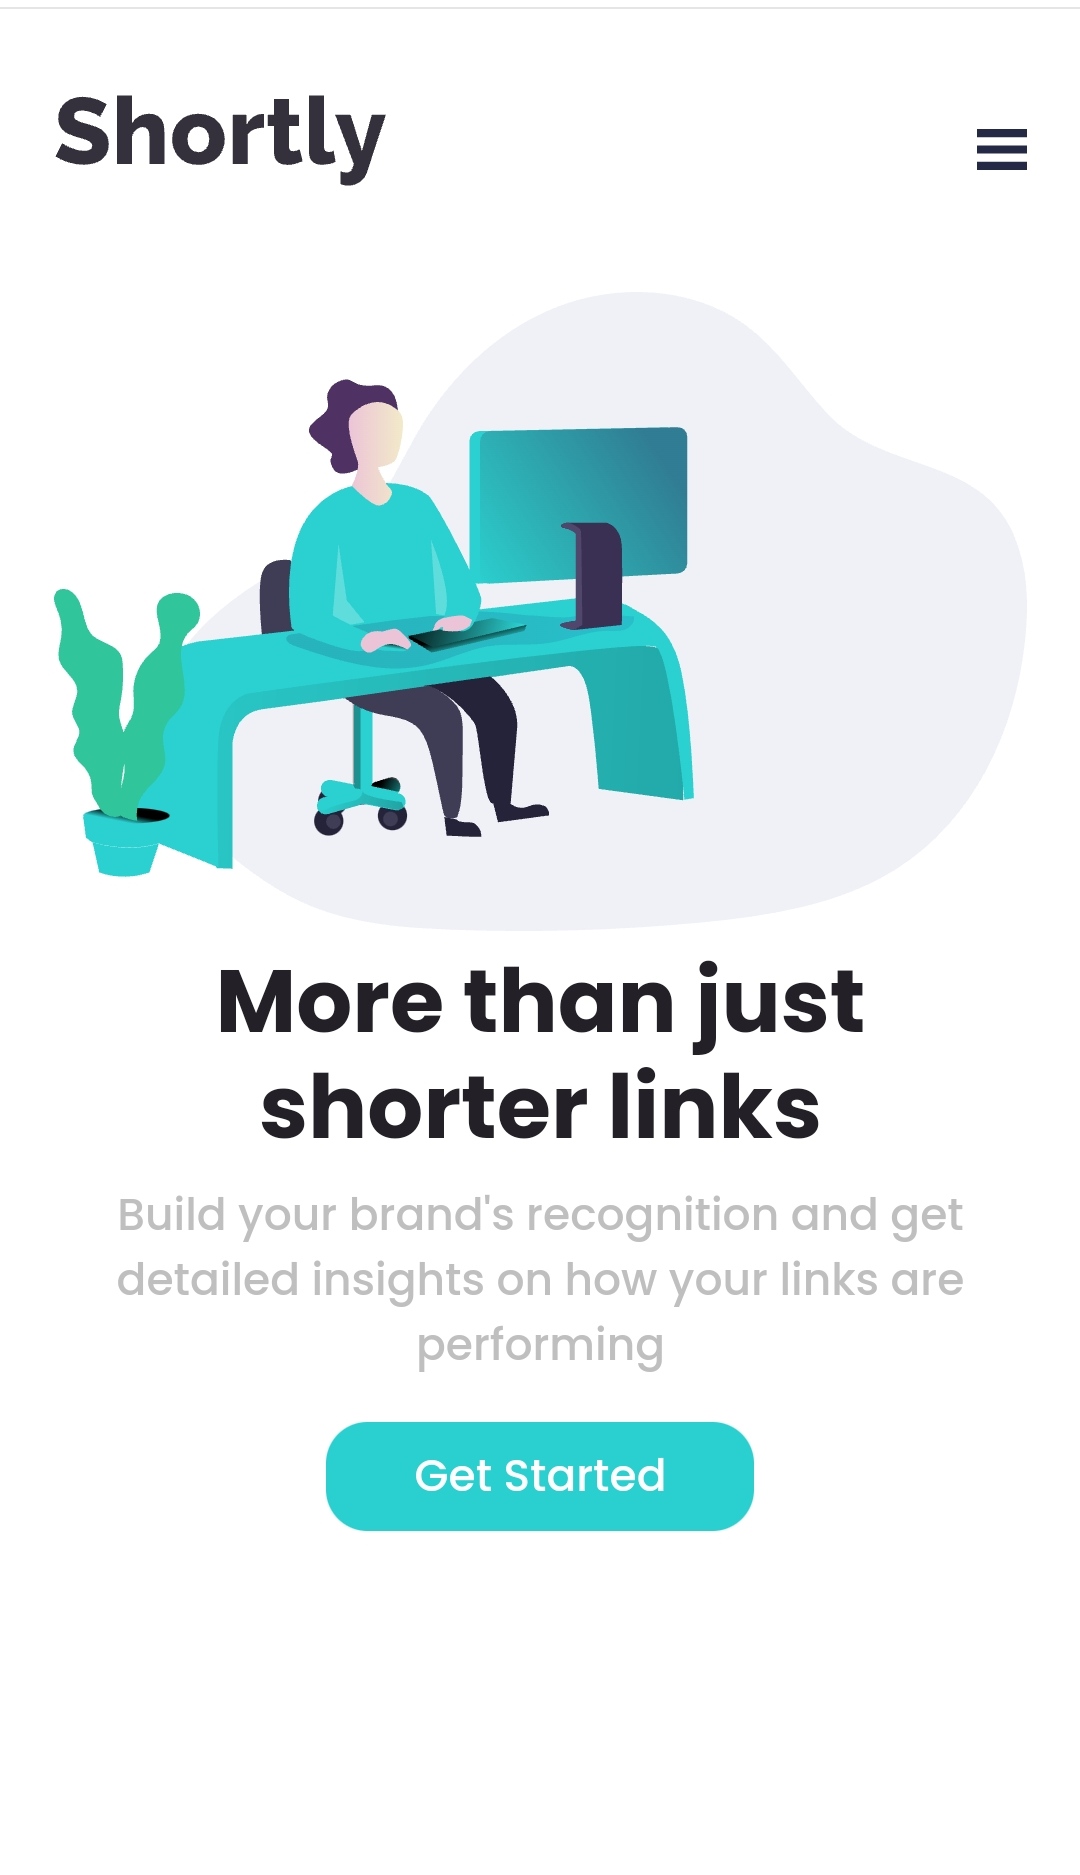 Shortly
More than just
shorter links
Build your brand's recognition and get
detailed insights on how your links are
performing
Get Started